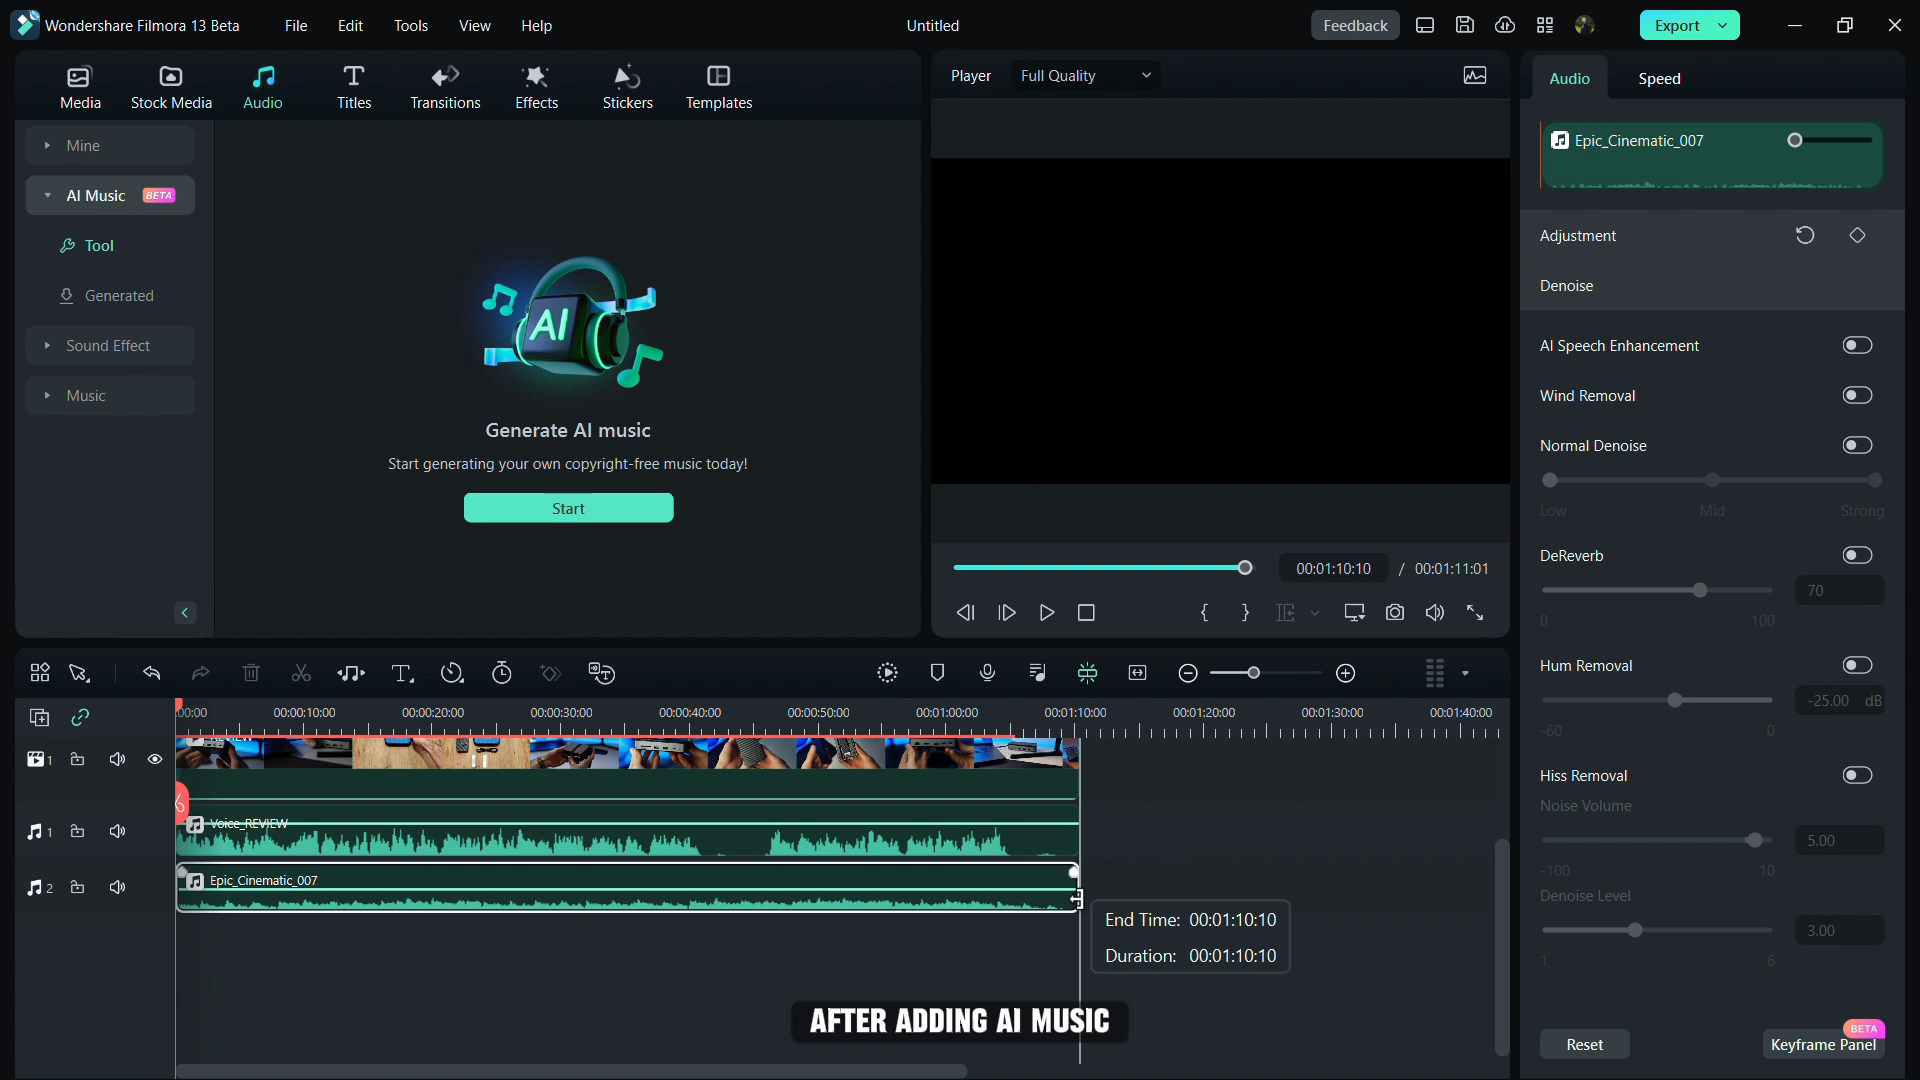 Wondershare Filmora 13 Beta
File
Edit
Tools
View
Help
Untitled
Feedback
Export
Media
Stock Media
Audio
Titles
Transitions
Effects
Stickers
Templates
Player
Full Quality
Audio
Speed
Mine
AI Music BETA
Tool
Generated
Sound Effect
Music
AI
Generate AI music
Start generating your own copyright-free music today!
Start
00:01:10:10 / 00:01:11:01
Epic_Cinematic_007
Adjustment
Denoise
AI Speech Enhancement
Wind Removal
Normal Denoise
Low Mid Strong
DeReverb
70
0 100
Hum Removal
-25.00 dB
-60 0
Hiss Removal
Noise Volume
5.00
-100 10
Denoise Level
3.00
1 6
Reset
BETA
Keyframe Panel
:00:00 00:00:10:00 00:00:20:00 00:00:30:00 00:00:40:00 00:00:50:00 00:01:00:00 00:01:10:00 00:01:20:00 00:01:30:00 00:01:40:00
1
REVIEW
1
Voice_REVIEW
2
Epic_Cinematic_007
End Time: 00:01:10:10
Duration: 00:01:10:10
AFTER ADDING AI MUSIC